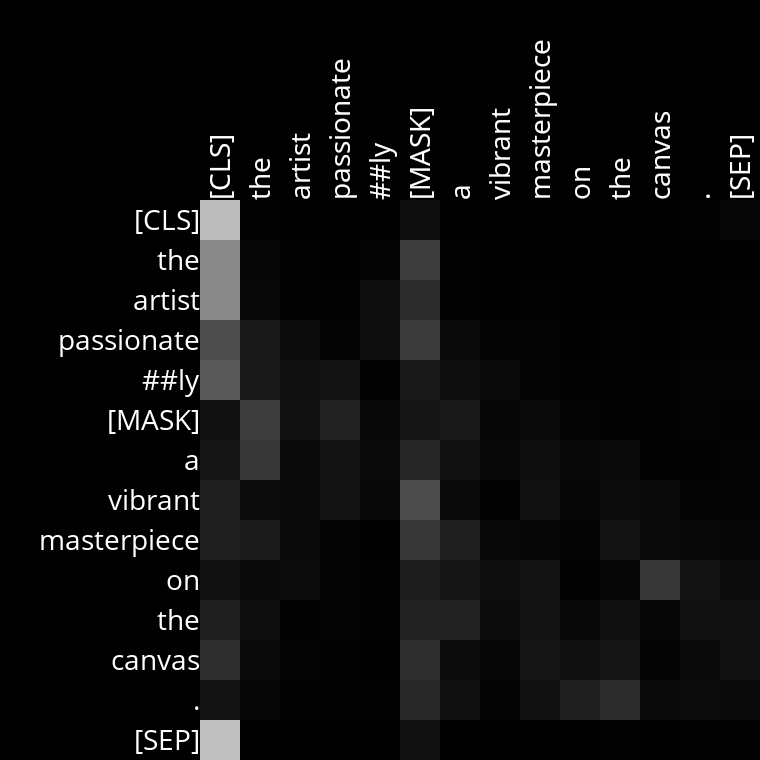 [CLS]
the
artist
passionate
##ly
[MASK]
a
vibrant
masterpiece
on
the
canvas
.
[SEP]
[CLS]
the
artist
passionate
##ly
[MASK]
a
vibrant
masterpiece
on
the
canvas
.
[SEP]